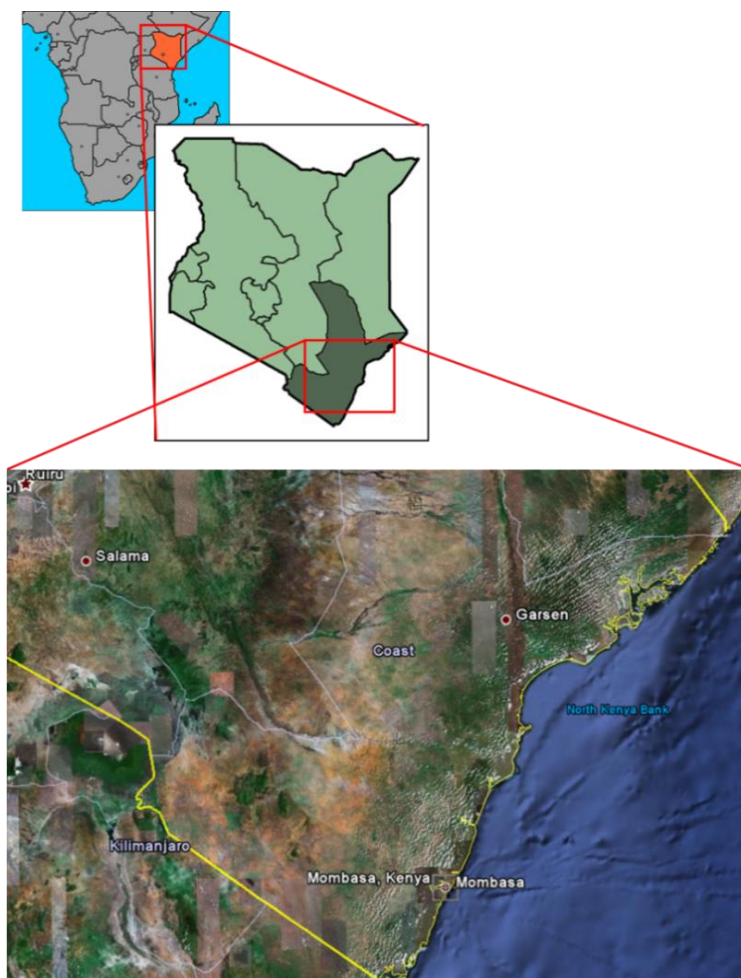 Ruiru
Salama
Garsen
Coast
North Kenya Bank
Kilimanjaro
Mombasa, Kenya
Mombasa